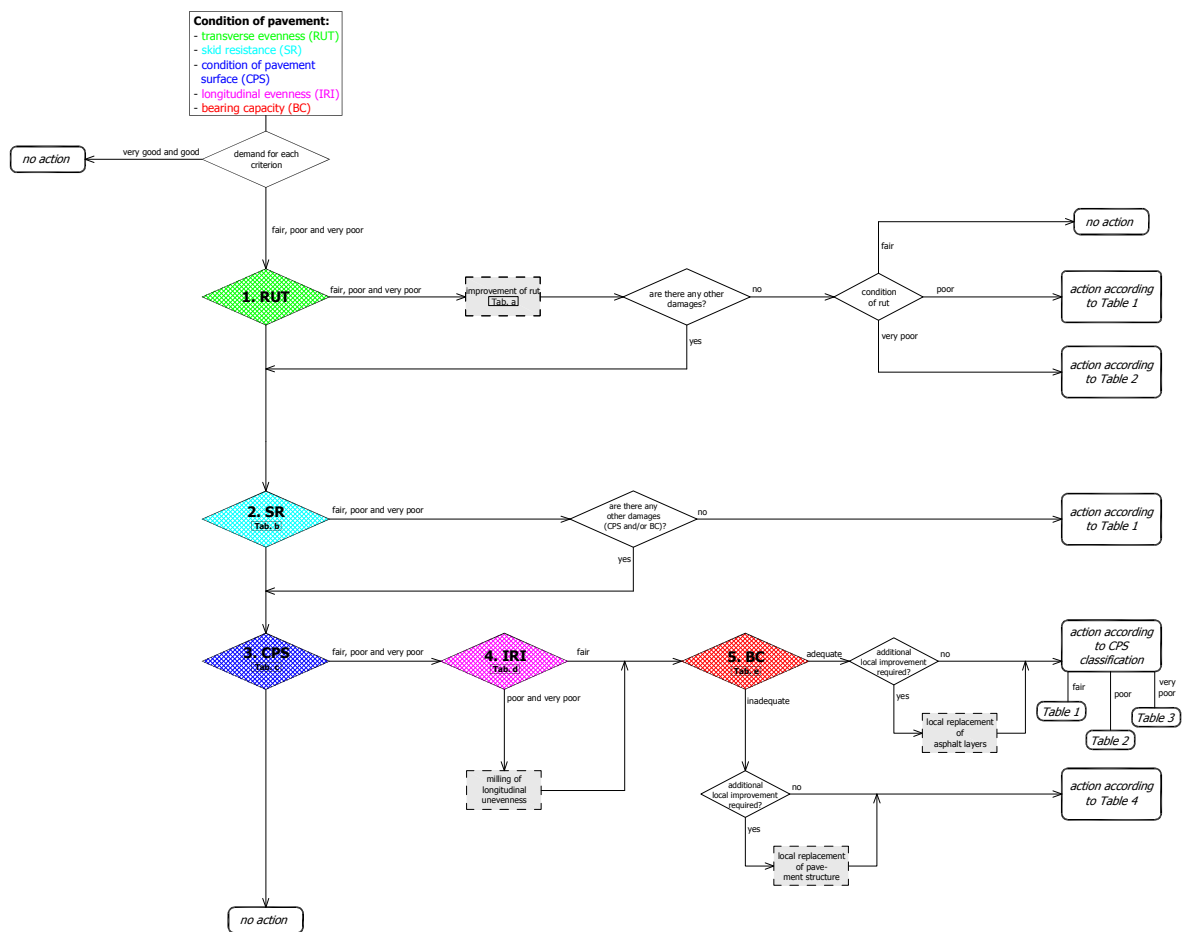 Condition of pavement:
- transverse evenness (RUT)
- skid resistance (SR)
- condition of pavement
surface (CPS)
- longitudinal evenness (IRI)
- bearing capacity (BC)
no action
very good and good
demand for each
criterion
fair, poor and very poor
no action
fair
1. RUT
fair, poor and very poor
improvement of rut
Tab. a
are there any other
damages?
no
condition
of rut
poor
action according
to Table 1
yes
very poor
action according
to Table 2
2. SR
Tab. b
fair, poor and very poor
are there any
other damages
(CPS and/or BC)?
no
action according
to Table 1
yes
3. CPS
Tab. c
fair, poor and very poor
4. IRI
Tab. d
fair
5. BC
Tab. e
adequate
additional
local improvement
required?
no
action according
to CPS
classification
poor and very poor
inadequate
yes
fair
poor
very
poor
Table 1
Table 2
Table 3
local replacement
of
asphalt layers
milling of
longitudinal
unevenness
additional
local improvement
required?
no
action according
to Table 4
yes
local replacement
of pave-
ment structure
no action